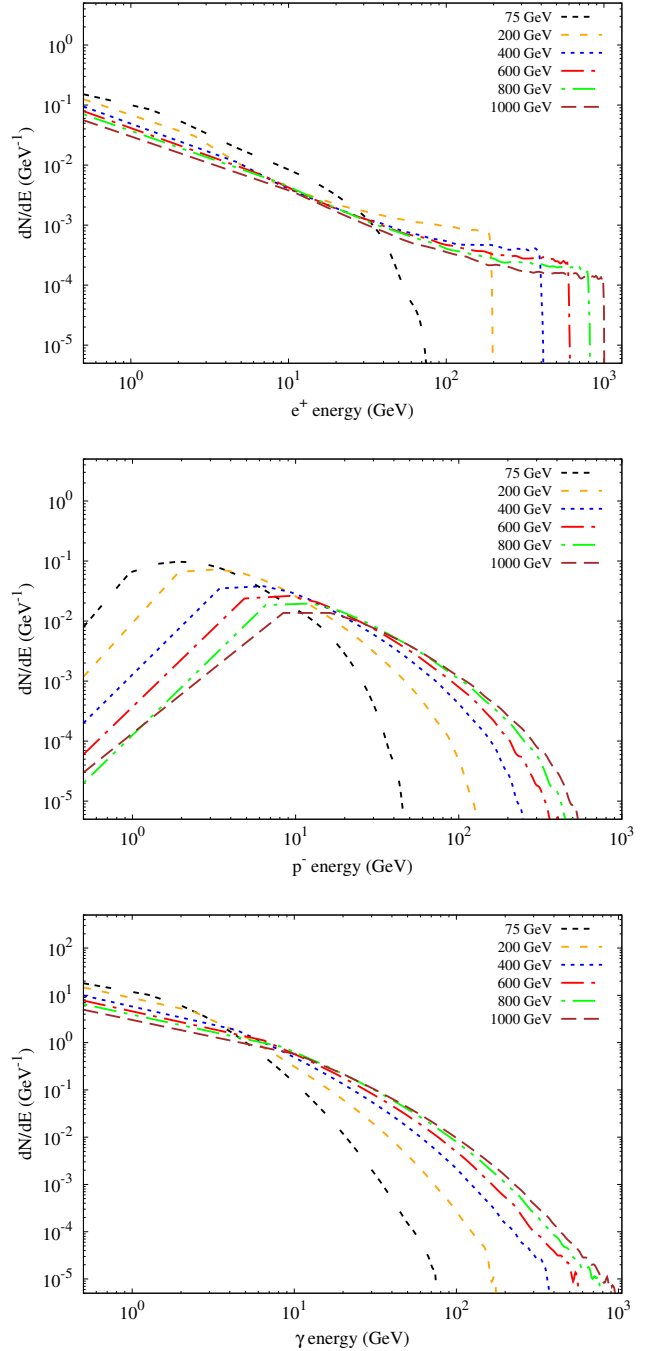 75 GeV
200 GeV
400 GeV
600 GeV
800 GeV
1000 GeV
10^0
10^-1
10^-2
10^-3
10^-4
10^-5
dN/dE (GeV^-1)
10^0 10^1 10^2 10^3
e^+ energy (GeV)
75 GeV
200 GeV
400 GeV
600 GeV
800 GeV
1000 GeV
10^0
10^-1
10^-2
10^-3
10^-4
10^-5
dN/dE (GeV^-1)
10^0 10^1 10^2 10^3
p^- energy (GeV)
75 GeV
200 GeV
400 GeV
600 GeV
800 GeV
1000 GeV
10^2
10^1
10^0
10^-1
10^-2
10^-3
10^-4
10^-5
dN/dE (GeV^-1)
10^0 10^1 10^2 10^3
γ energy (GeV)